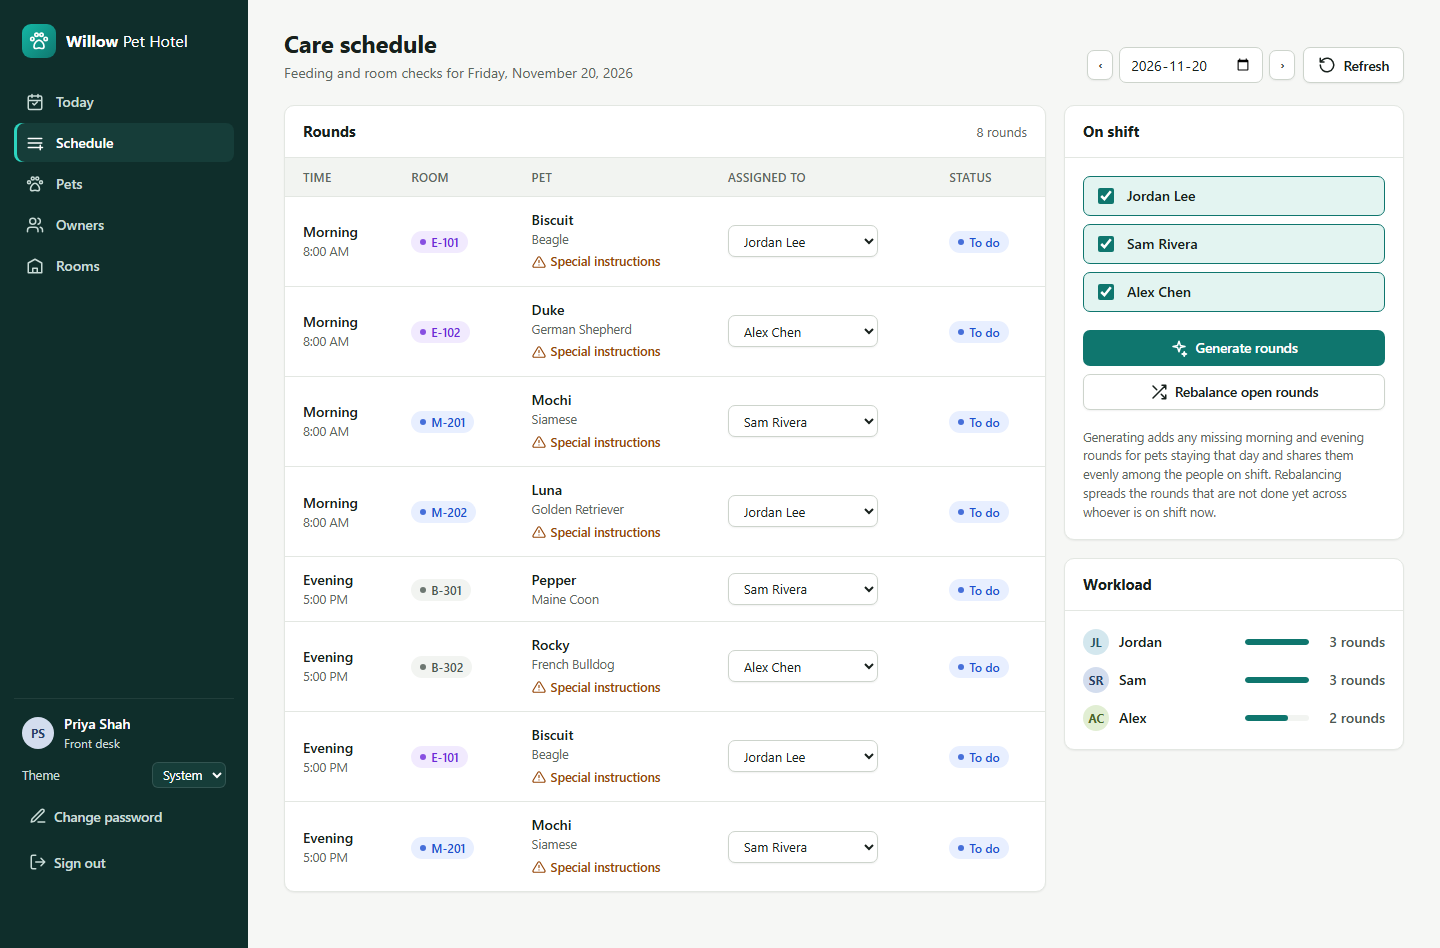 Willow Pet Hotel
Today
Schedule
Pets
Owners
Rooms
PS
Priya Shah
Front desk
Theme
System
Change password
Sign out
Care schedule
Feeding and room checks for Friday, November 20, 2026
‹
2026-11-20
›
Refresh
Rounds
8 rounds
TIME ROOM PET ASSIGNED TO STATUS
Morning
8:00 AM
E-101
Biscuit
Beagle
Special instructions
Jordan Lee
To do
Morning
8:00 AM
E-102
Duke
German Shepherd
Special instructions
Alex Chen
To do
Morning
8:00 AM
M-201
Mochi
Siamese
Special instructions
Sam Rivera
To do
Morning
8:00 AM
M-202
Luna
Golden Retriever
Special instructions
Jordan Lee
To do
Evening
5:00 PM
B-301
Pepper
Maine Coon
Sam Rivera
To do
Evening
5:00 PM
B-302
Rocky
French Bulldog
Special instructions
Alex Chen
To do
Evening
5:00 PM
E-101
Biscuit
Beagle
Special instructions
Jordan Lee
To do
Evening
5:00 PM
M-201
Mochi
Siamese
Special instructions
Sam Rivera
To do
On shift
Jordan Lee
Sam Rivera
Alex Chen
Generate rounds
Rebalance open rounds
Generating adds any missing morning and evening
rounds for pets staying that day and shares them
evenly among the people on shift. Rebalancing
spreads the rounds that are not done yet across
whoever is on shift now.
Workload
JL Jordan 3 rounds
SR Sam 3 rounds
AC Alex 2 rounds